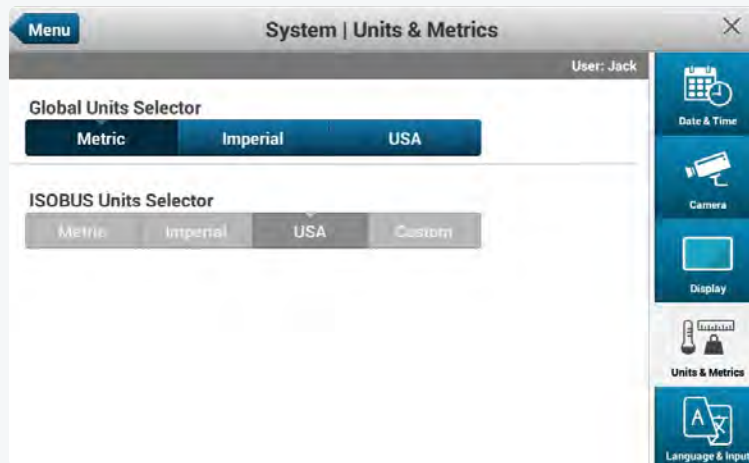 Menu
System | Units & Metrics
User: Jack
Global Units Selector
Metric Imperial USA
ISOBUS Units Selector
Metric Imperial USA Custom
Date & Time
Camera
Display
Units & Metrics
Language & Input